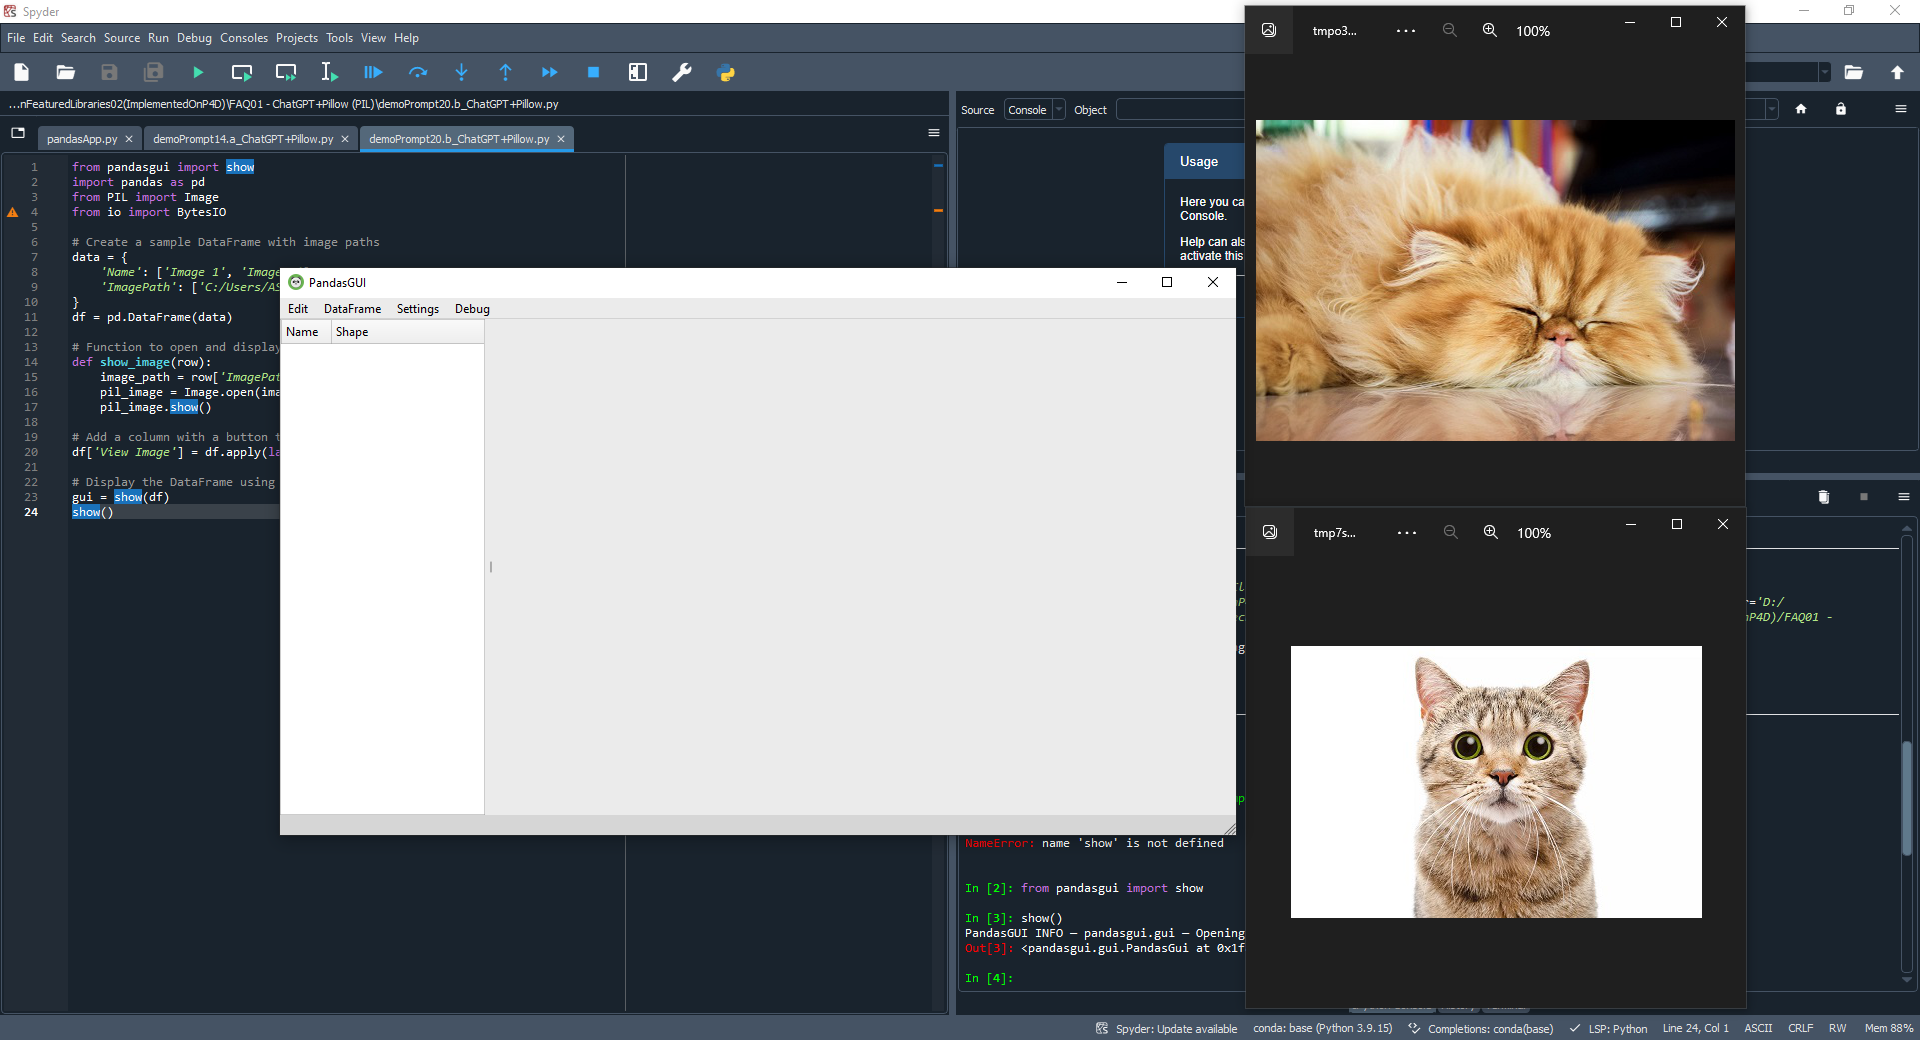 Spyder
File Edit Search Source Run Debug Consoles Projects Tools View Help
...nFeaturedLibraries02(ImplementedOnP4D)\FAQ01 - ChatGPT+Pillow (PIL)\demoPrompt20.b_ChatGPT+Pillow.py
pandasApp.py demoPrompt14.a_ChatGPT+Pillow.py demoPrompt20.b_ChatGPT+Pillow.py
1 from pandasgui import show
2 import pandas as pd
3 from PIL import Image
4 from io import BytesIO
5
6 # Create a sample DataFrame with image paths
7 data = {
8 'Name': ['Image 1', 'Image
9 'ImagePath': ['C:/Users/AS
10 }
11 df = pd.DataFrame(data)
12
13 # Function to open and display
14 def show_image(row):
15 image_path = row['ImagePat
16 pil_image = Image.open(ima
17 pil_image.show()
18
19 # Add a column with a button t
20 df['View Image'] = df.apply(la
21
22 # Display the DataFrame using
23 gui = show(df)
24 show()
PandasGUI
Edit DataFrame Settings Debug
Name Shape
Source Console Object
Usage
Here you ca
Console.
Help can als
activate this
tmpo3... ... 100%
tmp7s... ... 100%
='D:/
P4D)/FAQ01 -
NameError: name 'show' is not defined
In [2]: from pandasgui import show
In [3]: show()
PandasGUI INFO — pandasgui.gui — Opening
Out[3]: <pandasgui.gui.PandasGui at 0x1f
In [4]:
Spyder: Update available conda: base (Python 3.9.15) Completions: conda(base) LSP: Python Line 24, Col 1 ASCII CRLF RW Mem 88%